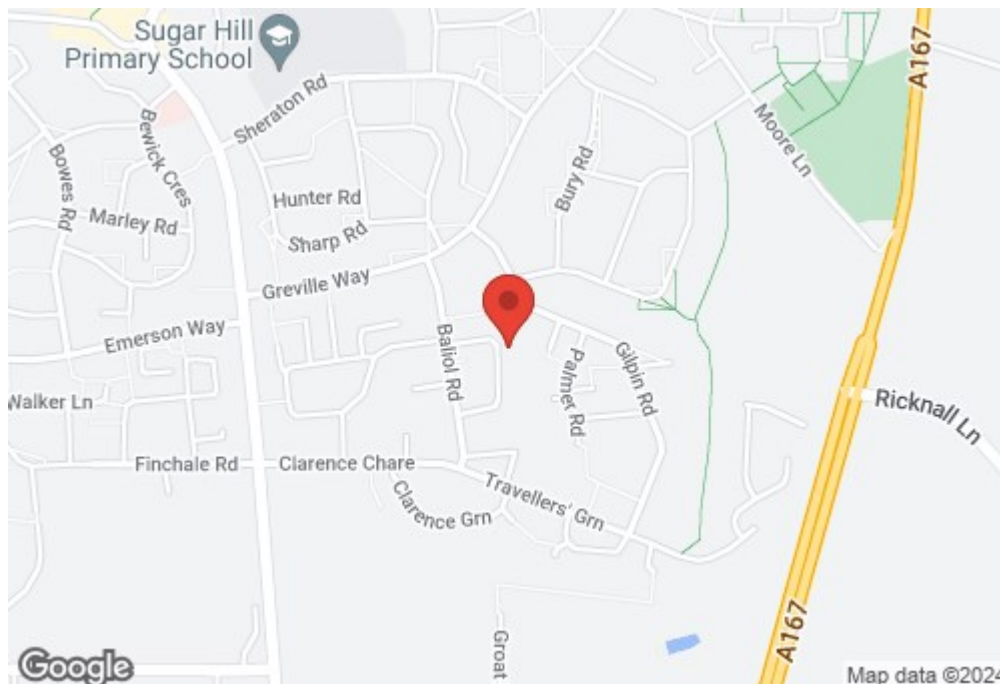 Sugar Hill
Primary School
A167
Sheraton Rd
Moore Ln
Bewick Cres
Bowes Rd
Bury Rd
Hunter Rd
Marley Rd
Sharp Rd
Greville Way
Emerson Way
Baliol Rd
Palmer Rd
Gilpin Rd
Walker Ln
Ricknall Ln
Finchale Rd
Clarence Chare
Travellers' Grn
Clarence Grn
A167
Groat
Google
Map data ©2024